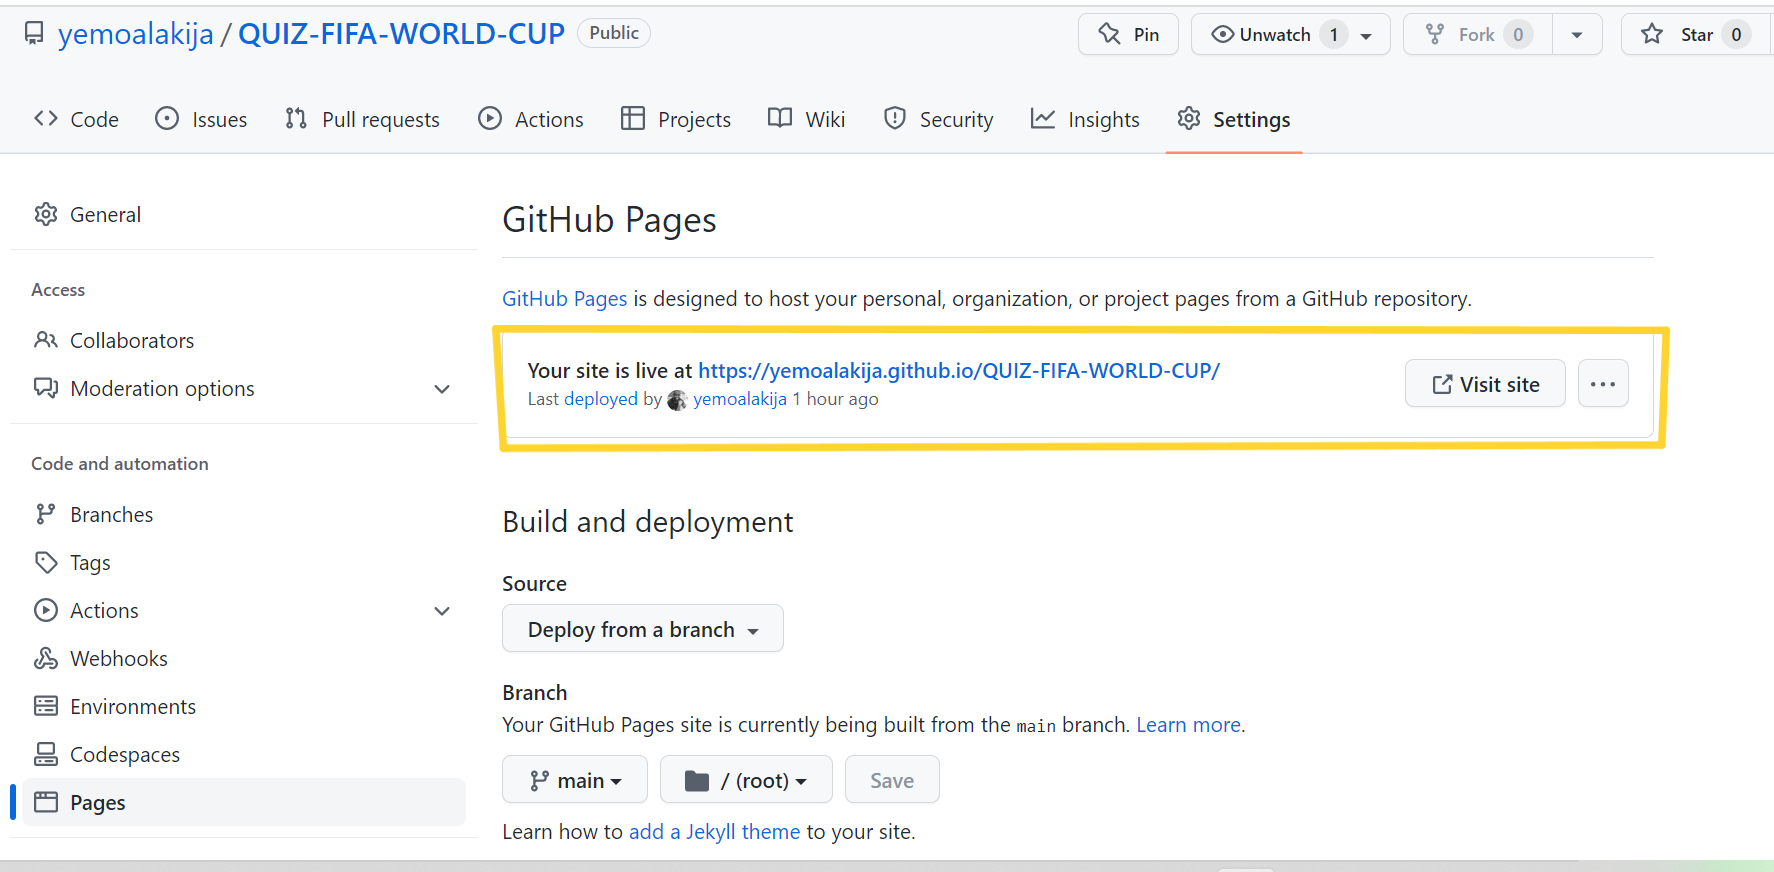 yemoalakija / QUIZ-FIFA-WORLD-CUP Public
Pin
Unwatch 1
Fork 0
Star 0
Code
Issues
Pull requests
Actions
Projects
Wiki
Security
Insights
Settings
General
Access
Collaborators
Moderation options
Code and automation
Branches
Tags
Actions
Webhooks
Environments
Codespaces
Pages
GitHub Pages
GitHub Pages is designed to host your personal, organization, or project pages from a GitHub repository.
Your site is live at https://yemoalakija.github.io/QUIZ-FIFA-WORLD-CUP/
Last deployed by yemoalakija 1 hour ago
Visit site
Build and deployment
Source
Deploy from a branch
Branch
Your GitHub Pages site is currently being built from the main branch. Learn more.
main
/ (root)
Save
Learn how to add a Jekyll theme to your site.